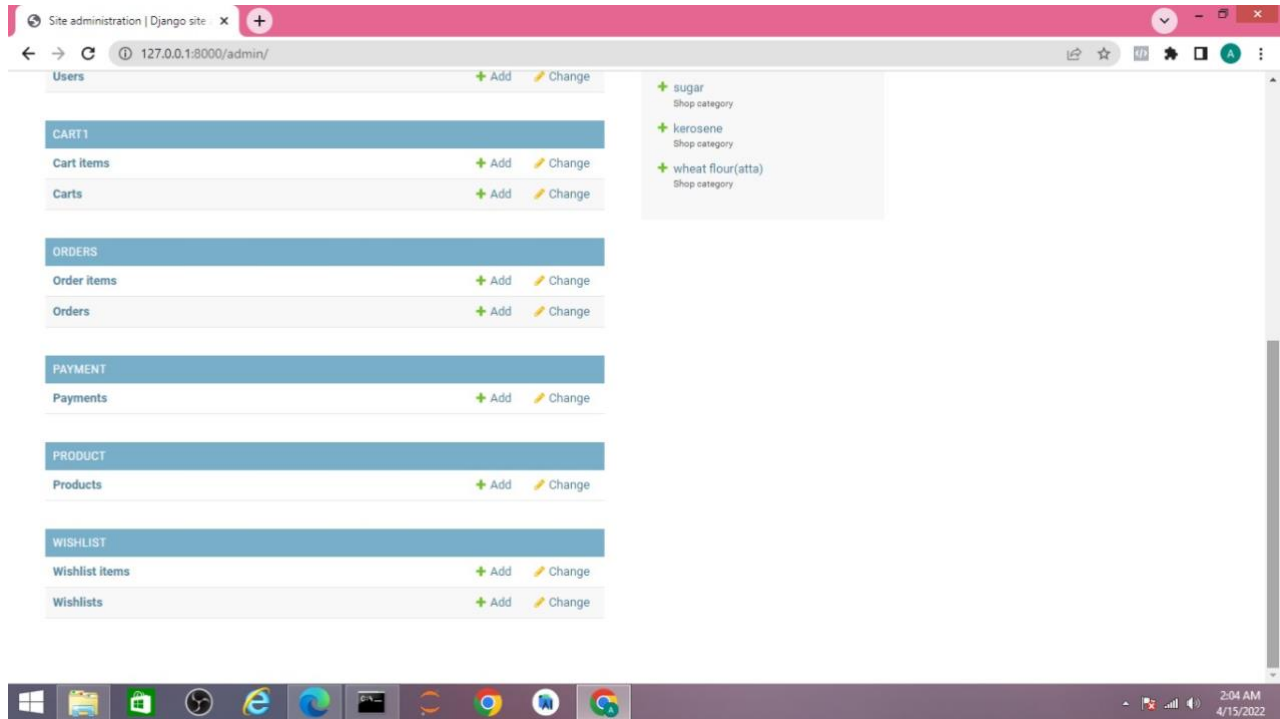 Site administration | Django site
127.0.0.1:8000/admin/
A
Users Add Change
CART1
Cart items Add Change
Carts Add Change
ORDERS
Order items Add Change
Orders Add Change
PAYMENT
Payments Add Change
PRODUCT
Products Add Change
WISHLIST
Wishlist items Add Change
Wishlists Add Change
sugar
Shop category
kerosene
Shop category
wheat flour(atta)
Shop category
2:04 AM
4/15/2022